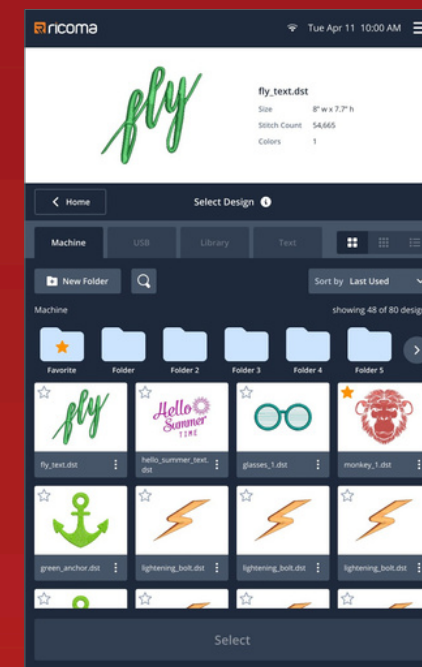 ricoma
Tue Apr 11 10:00 AM
fly
fly_text.dst
Size 8" w x 7.7" h
Stitch Count 54,665
Colors 1
Home
Select Design
Machine USB Library Text
New Folder
Sort by Last Used
Machine
showing 48 of 80 design
Favorite Folder Folder 2 Folder 3 Folder 4 Folder 5
fly
Hello
Summer
TIME
fly_text.dst
hello_summer_text.
dst
glasses_1.dst
monkey_1.dst
green_anchor.dst
lightening_bolt.dst
lightening_bolt.dst
lightening_bolt.dst
Select